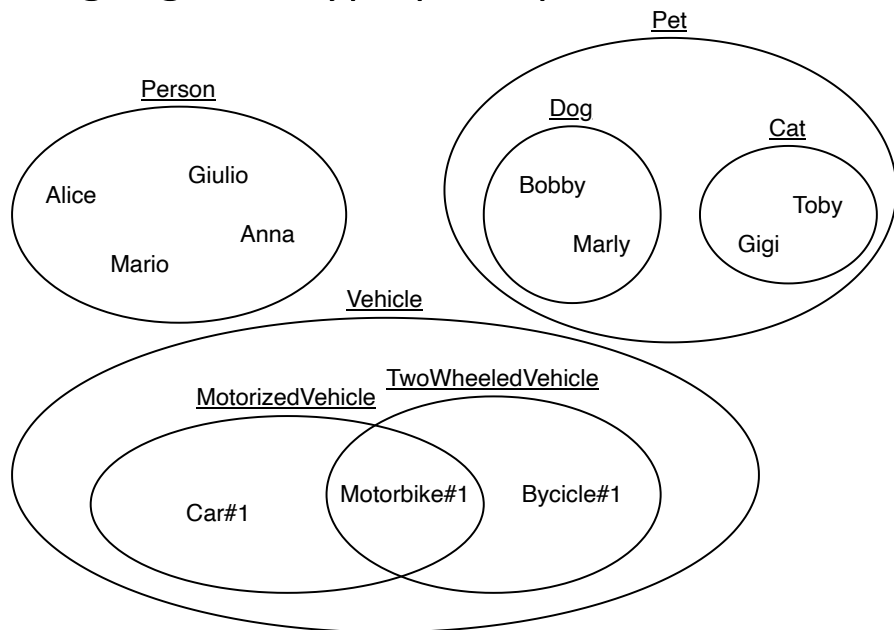 Pet
Person
Dog
Cat
Alice
Giulio
Bobby
Toby
Mario
Anna
Marly
Gigi
Vehicle
MotorizedVehicle
TwoWheeledVehicle
Car#1
Motorbike#1
Bycicle#1